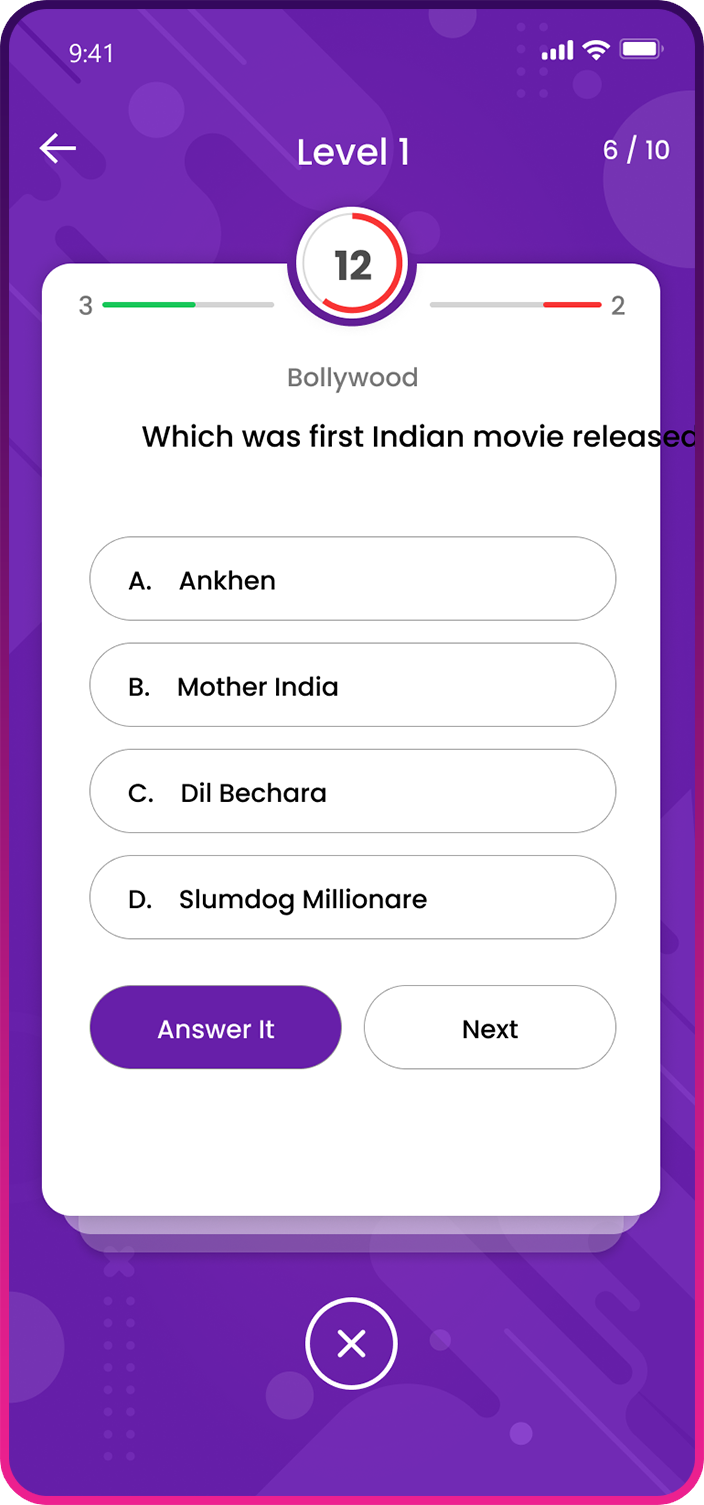 9:41
Level 1
6 / 10
12
3
2
Bollywood
Which was first Indian movie released
A. Ankhen
B. Mother India
C. Dil Bechara
D. Slumdog Millionare
Answer It
Next